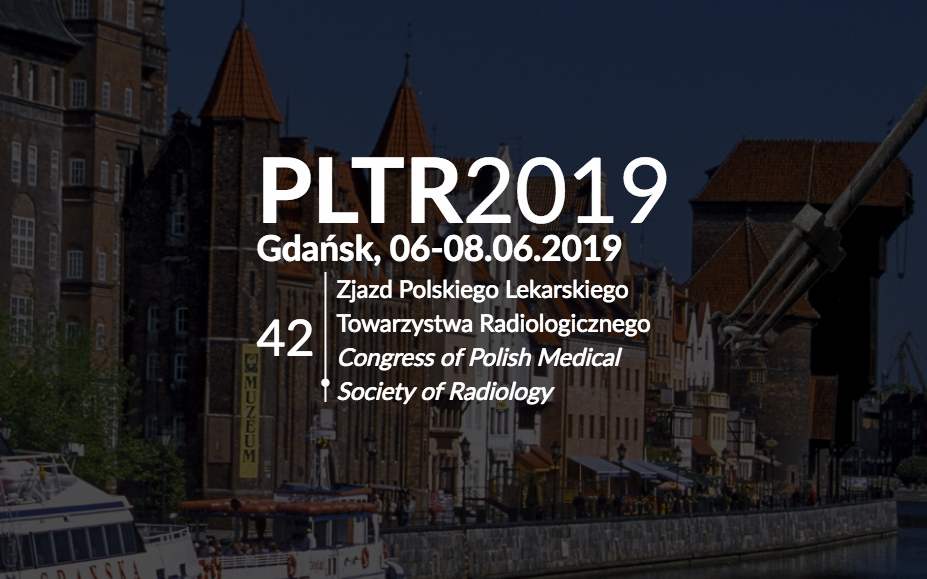 PLTR2019
Gdańsk, 06-08.06.2019
42
Zjazd Polskiego Lekarskiego
Towarzystwa Radiologicznego
Congress of Polish Medical
Society of Radiology
MUZEUM
GDAŃSKA